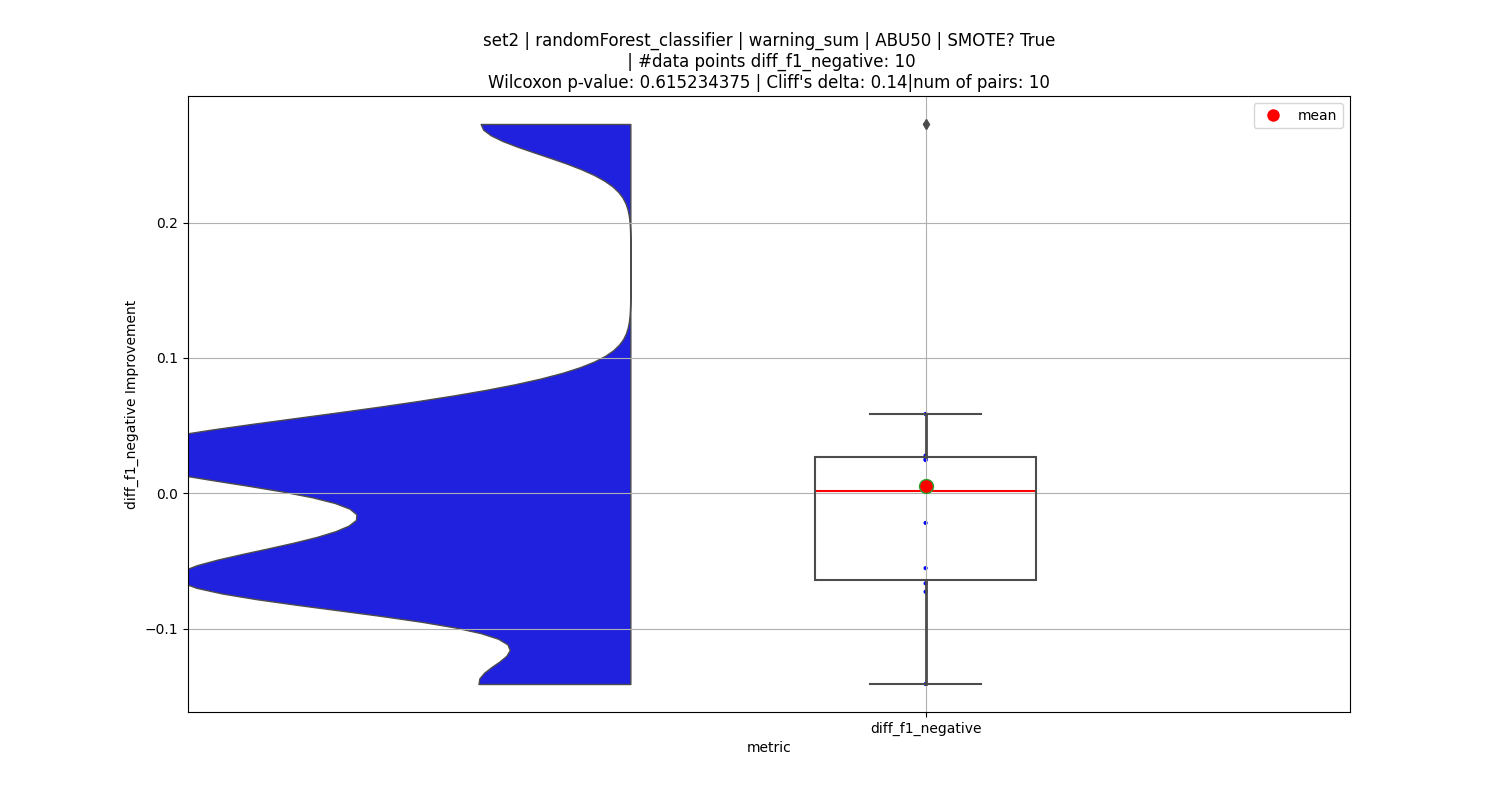 set2 | randomForest_classifier | warning_sum | ABU50 | SMOTE? True
| #data points diff_f1_negative: 10
Wilcoxon p-value: 0.615234375 | Cliff's delta: 0.14|num of pairs: 10
mean
0.2
0.1
0.0
−0.1
diff_f1_negative Improvement
diff_f1_negative
metric